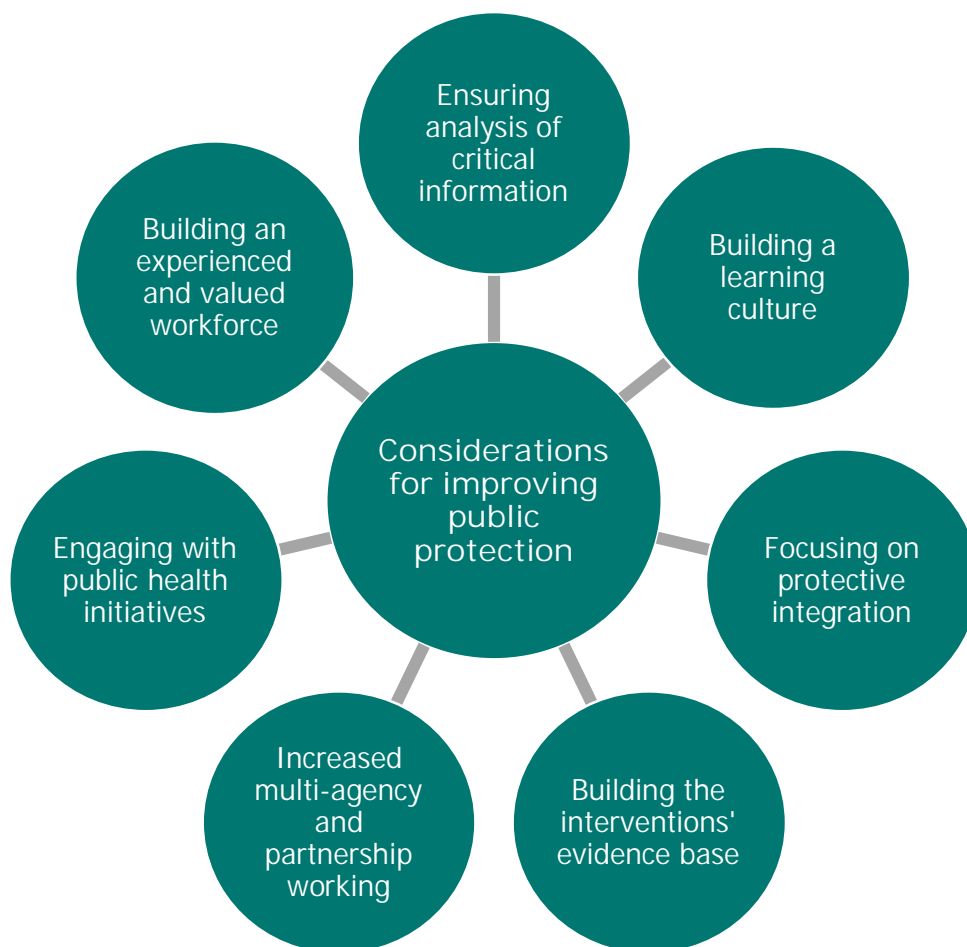 Ensuring
analysis of
critical
information
Building a
learning
culture
Focusing on
protective
integration
Building the
interventions'
evidence base
Increased
multi-agency
and
partnership
working
Engaging with
public health
initiatives
Building an
experienced
and valued
workforce
Considerations
for improving
public
protection